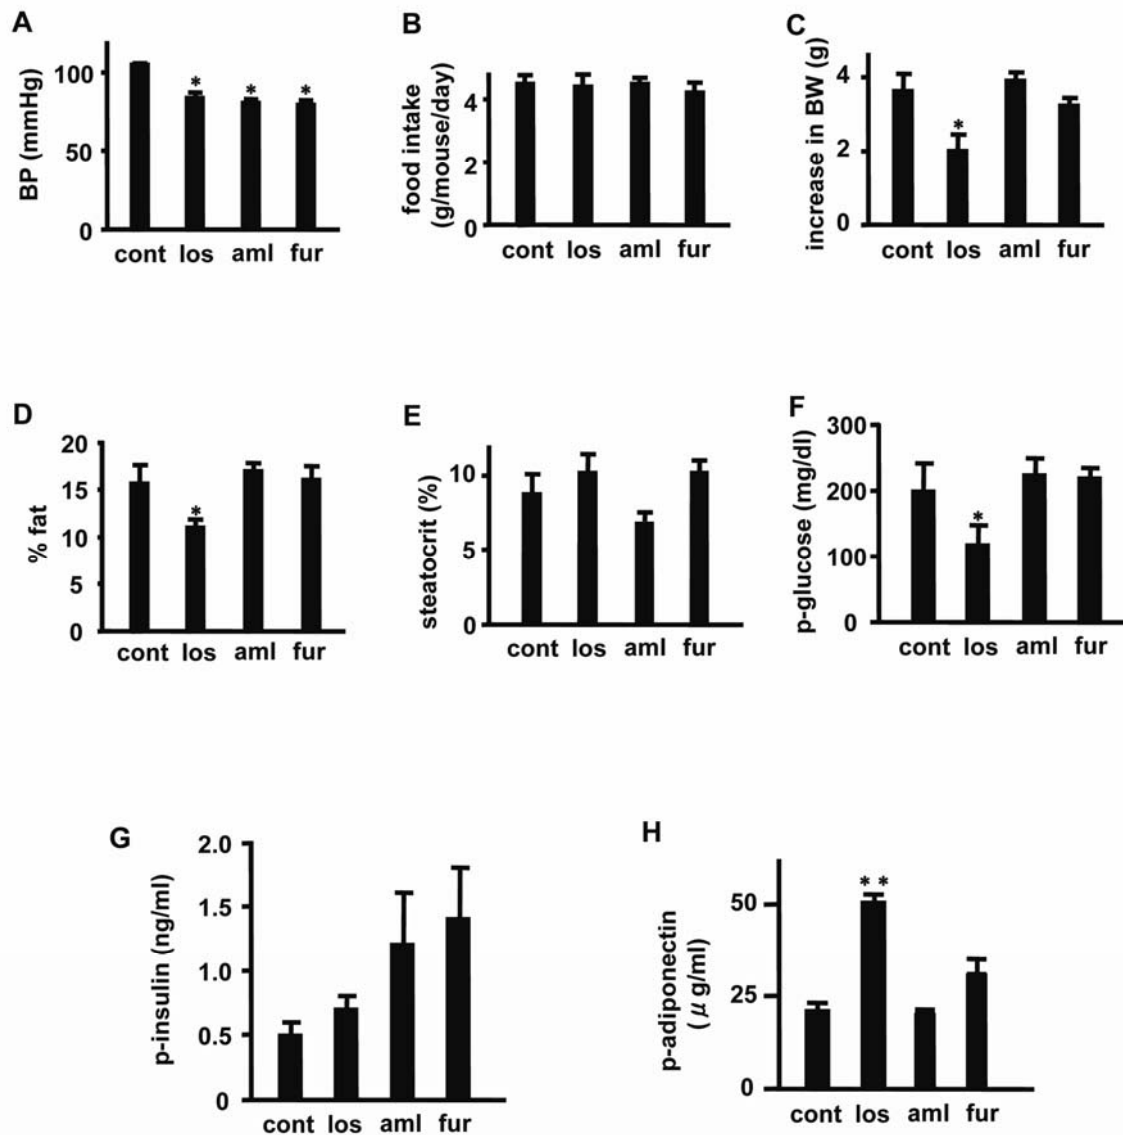 A
BP (mmHg)
100
50
0
*
*
*
cont los aml fur
B
food intake
(g/mouse/day)
4
2
0
cont los aml fur
C
increase in BW (g)
4
2
0
*
cont los aml fur
D
% fat
20
15
10
5
0
*
cont los aml fur
E
steatocrit (%)
10
5
0
cont los aml fur
F
p-glucose (mg/dl)
300
200
100
0
*
cont los aml fur
G
p-insulin (ng/ml)
2.0
1.5
1.0
0.5
0
cont los aml fur
H
p-adiponectin
(μg/ml)
50
25
0
**
cont los aml fur